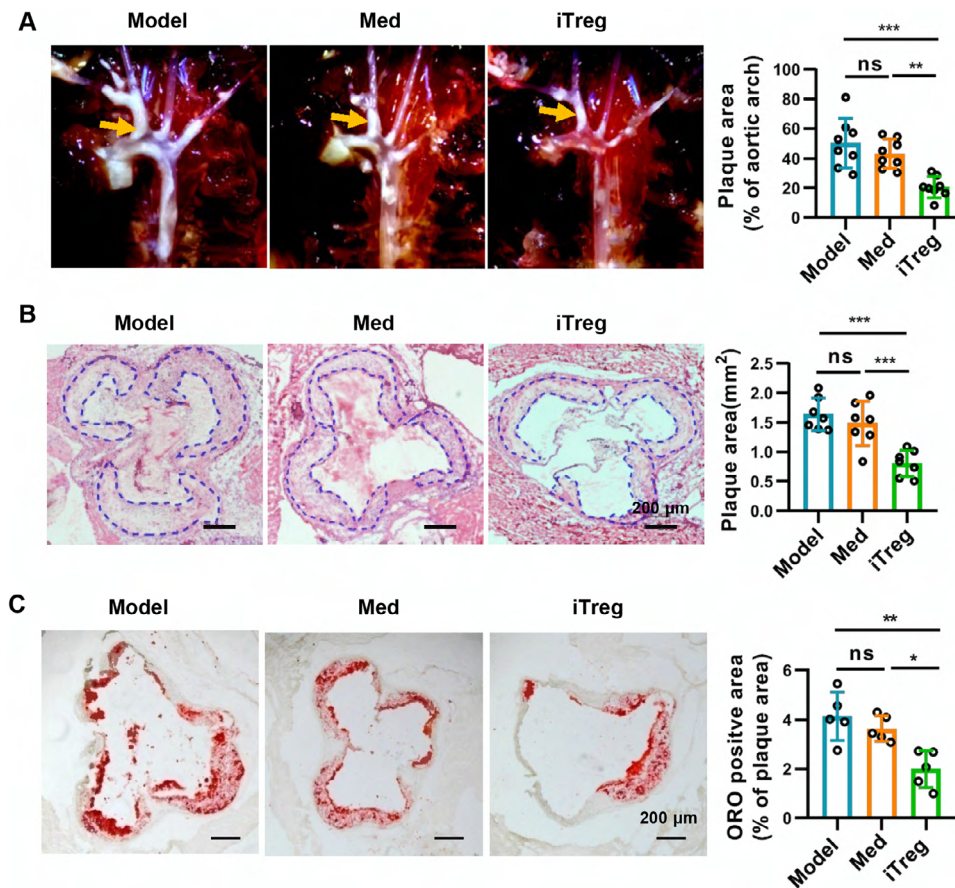 A
Model
Med
iTreg
Plaque area
(% of aortic arch)
100
80
60
40
20
0
***
ns
**
Model
Med
iTreg
B
Model
Med
iTreg
200 μm
Plaque area(mm²)
2.5
2.0
1.5
1.0
0.5
0.0
***
ns
***
Model
Med
iTreg
C
Model
Med
iTreg
200 μm
ORO positve area
(% of plaque area)
6
4
2
0
**
ns
*
Model
Med
iTreg